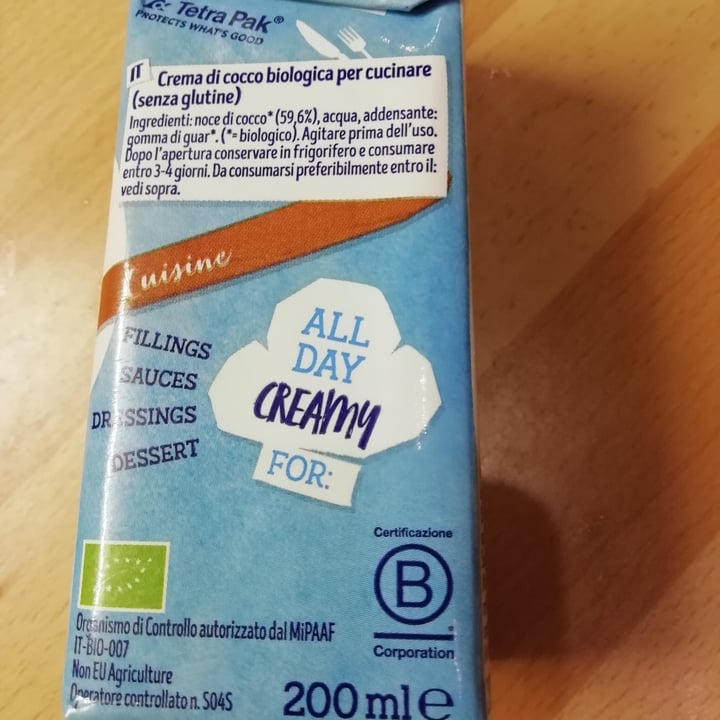 Tetra Pak®
PROTECTS WHAT'S GOOD
IT Crema di cocco biologica per cucinare
(senza glutine)
Ingredienti: noce di cocco* (59,6%), acqua, addensante:
gomma di guar*. (*= biologico). Agitare prima dell'uso.
Dopo l'apertura conservare in frigorifero e consumare
entro 3-4 giorni. Da consumarsi preferibilmente entro il:
vedi sopra.
Cuisine
ALL
DAY
CREAMY
FOR:
FILLINGS
SAUCES
DRESSINGS
DESSERT
Certificazione
B
Corporation
Organismo di Controllo autorizzato dal MiPAAF
IT-BIO-007
Non EU Agriculture
Operatore controllato n. S04S
200 ml e